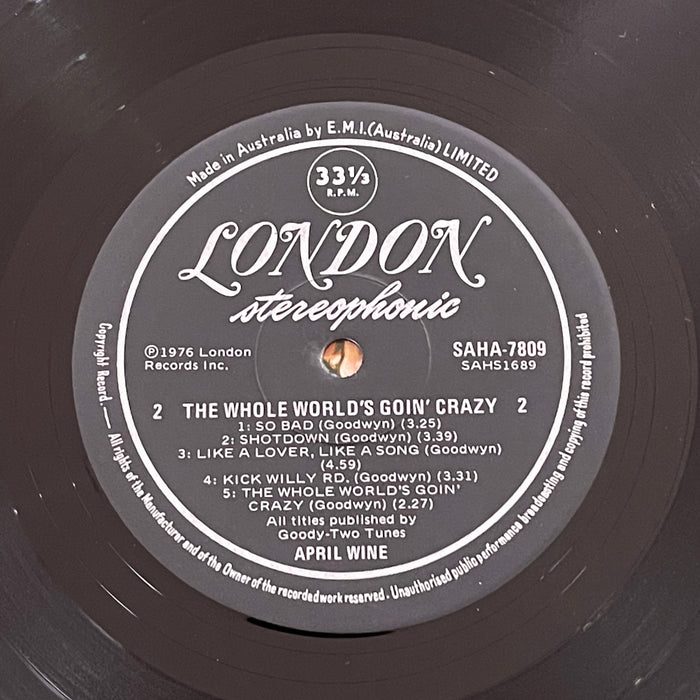 Made in Australia by E.M.I.(Australia) LIMITED
33⅓
R.P.M.
LONDON
stereophonic
℗1976 London
Records Inc.
SAHA-7809
SAHS1689
2 THE WHOLE WORLD'S GOIN' CRAZY 2
1: SO BAD (Goodwyn) (3.25)
2: SHOTDOWN (Goodwyn) (3.39)
3: LIKE A LOVER, LIKE A SONG (Goodwyn)
(4.59)
4: KICK WILLY RD. (Goodwyn) (3.31)
5: THE WHOLE WORLD'S GOIN'
CRAZY (Goodwyn) (2.27)
All titles published by
Goody-Two Tunes
APRIL WINE
Copyright Record. — All rights of the Manufacturer and of the Owner of the recorded work reserved. Unauthorised public performance broadcasting and copying of this record prohibited